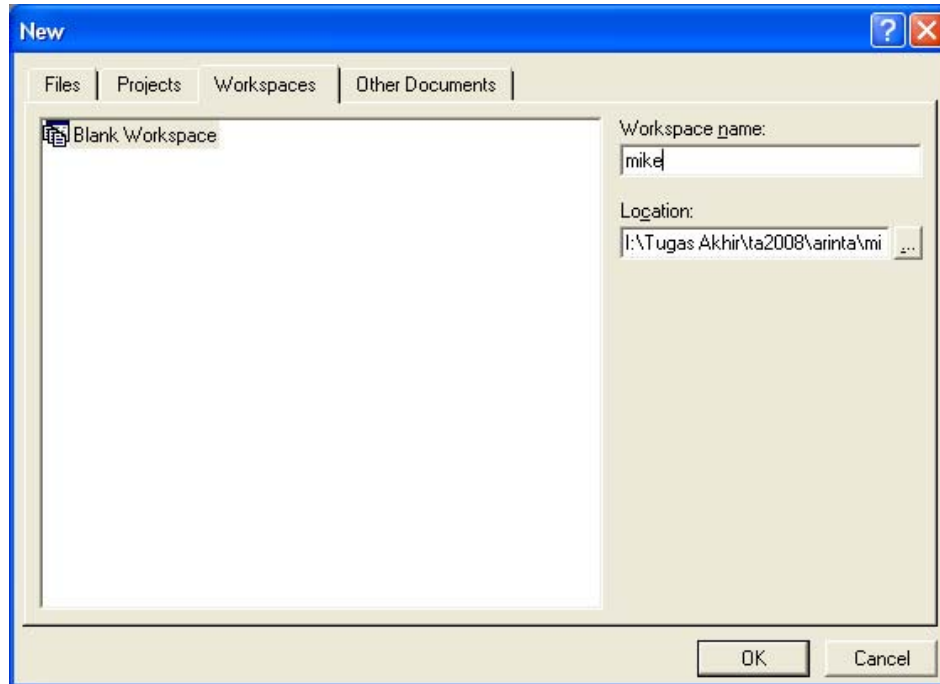 New
Files Projects Workspaces Other Documents
Blank Workspace
Workspace name:
mike
Location:
I:\Tugas Akhir\ta2008\arinta\mi
...
OK Cancel